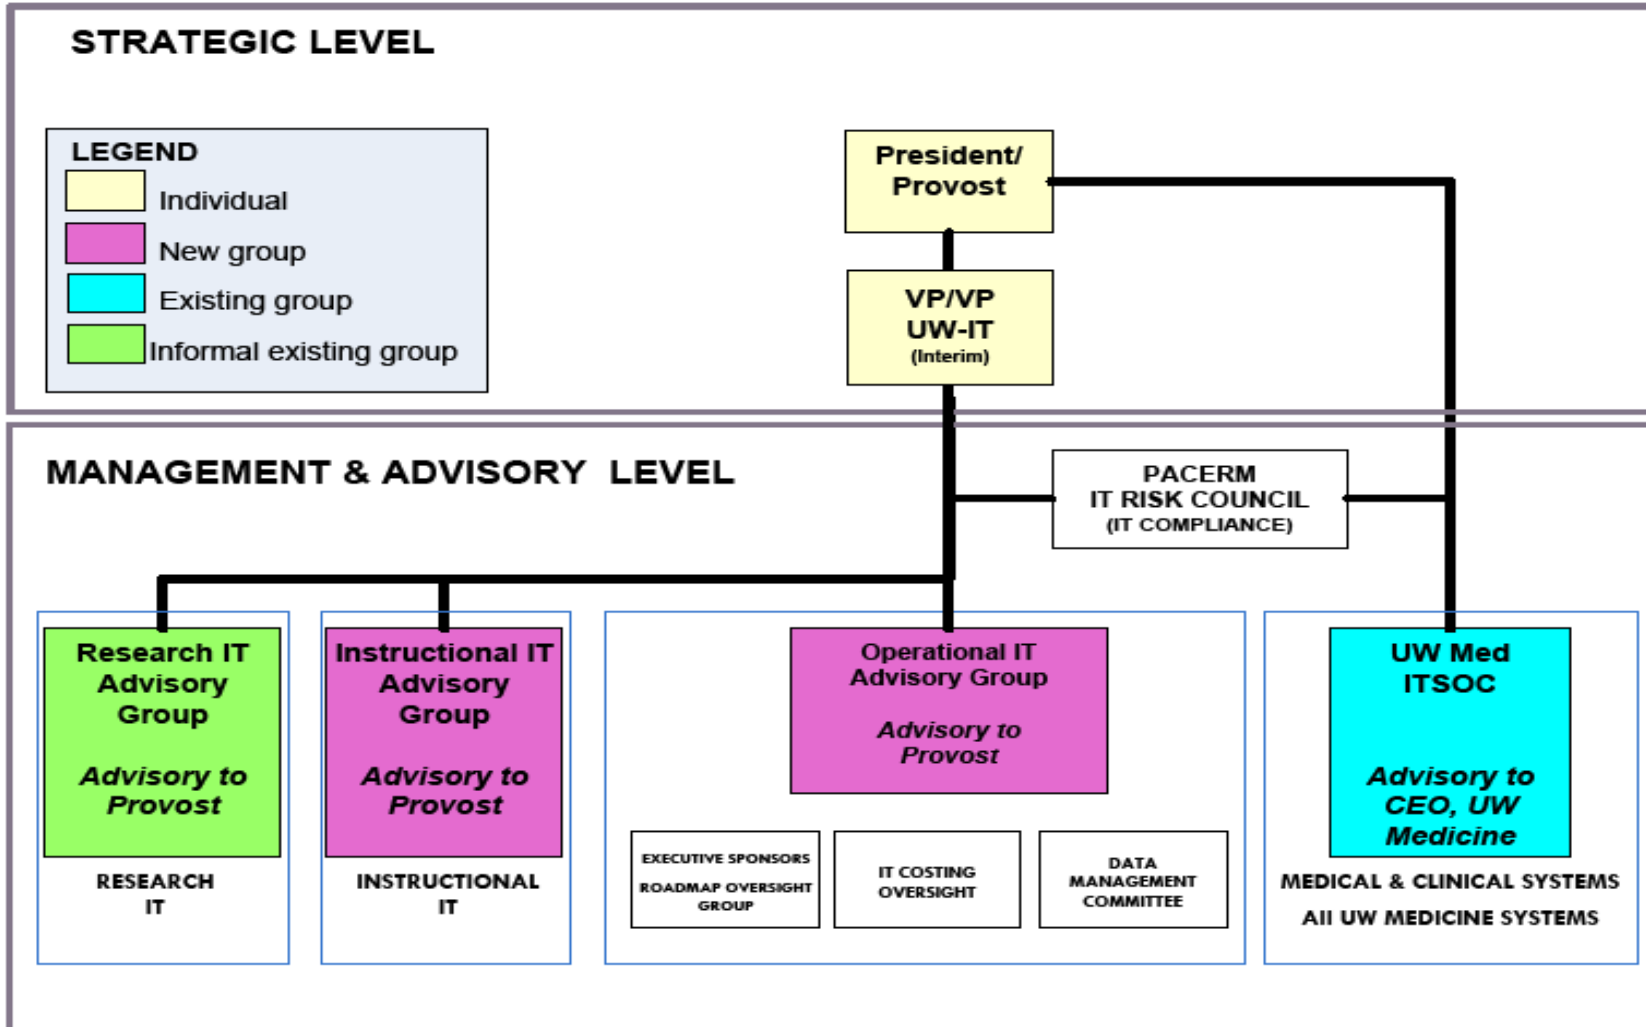 STRATEGIC LEVEL
LEGEND
Individual
New group
Existing group
Informal existing group
President/
Provost
VP/VP
UW-IT
(Interim)
MANAGEMENT & ADVISORY LEVEL
PACERM
IT RISK COUNCIL
(IT COMPLIANCE)
Research IT
Advisory
Group
Advisory to
Provost
RESEARCH
IT
Instructional IT
Advisory
Group
Advisory to
Provost
INSTRUCTIONAL
IT
Operational IT
Advisory Group
Advisory to
Provost
EXECUTIVE SPONSORS
ROADMAP OVERSIGHT
GROUP
IT COSTING
OVERSIGHT
DATA
MANAGEMENT
COMMITTEE
UW Med
ITSOC
Advisory to
CEO, UW
Medicine
MEDICAL & CLINICAL SYSTEMS
All UW MEDICINE SYSTEMS